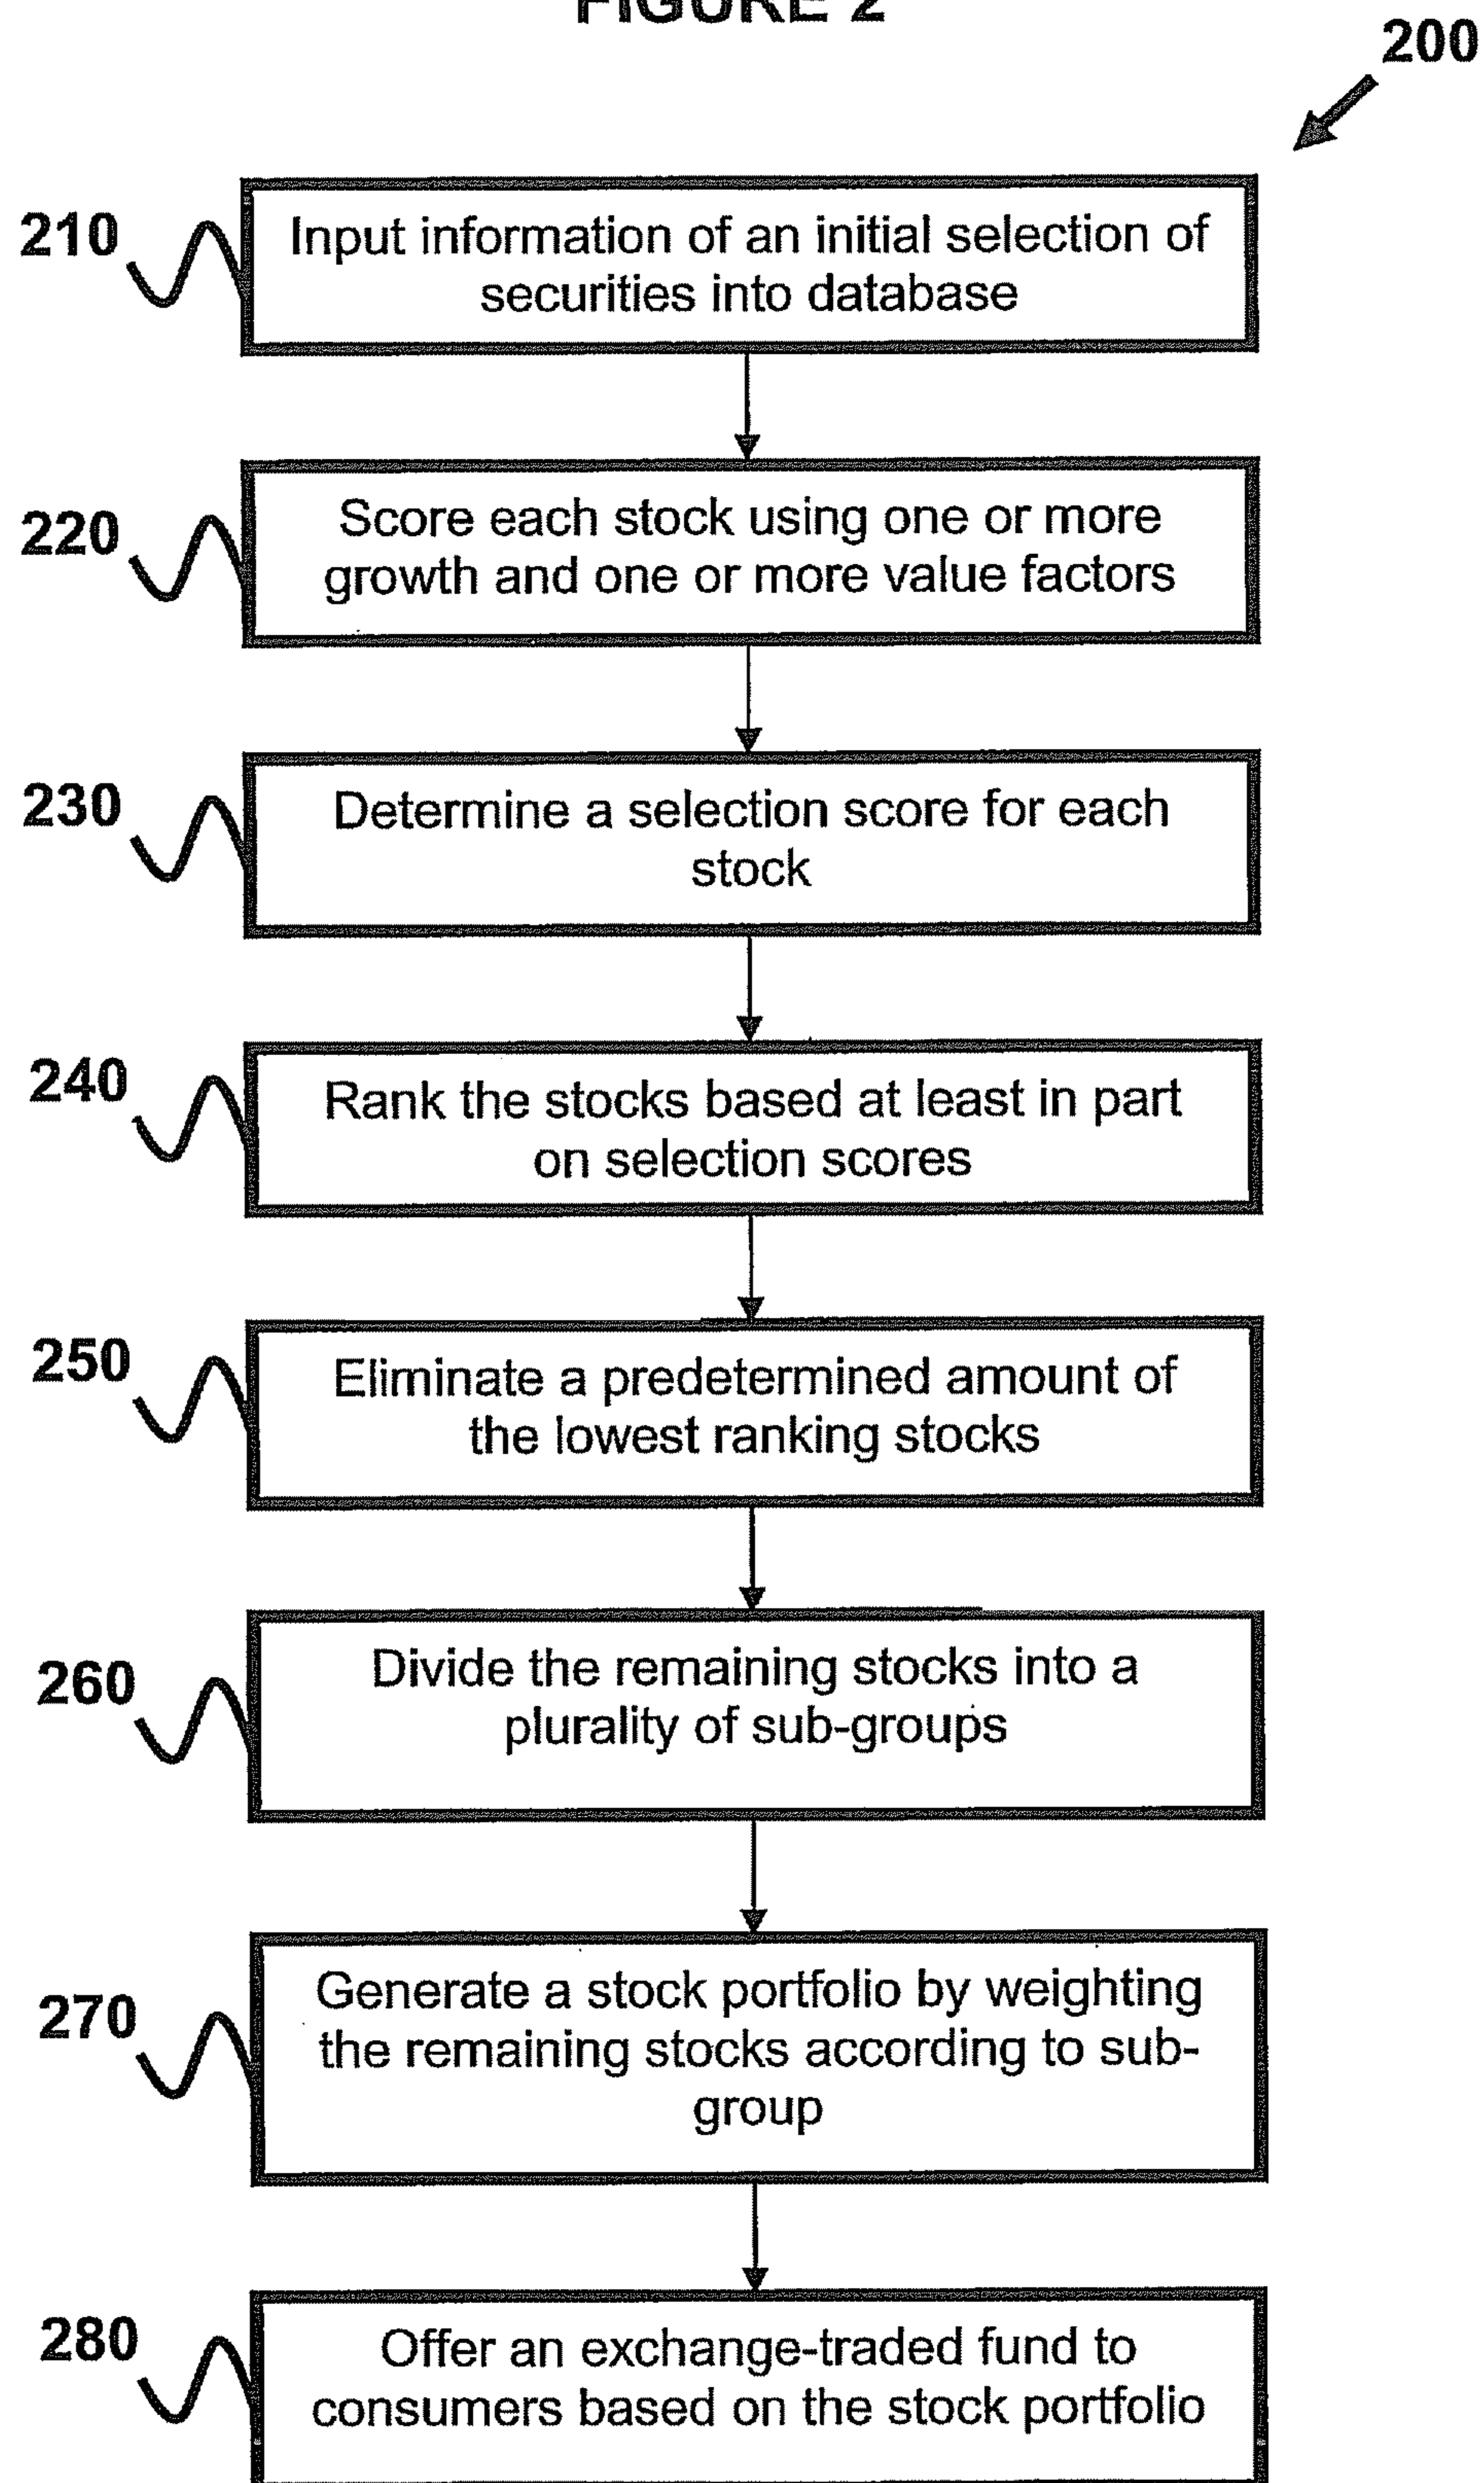 FIGURE 2
200
210
Input information of an initial selection of
securities into database
220
Score each stock using one or more
growth and one or more value factors
230
Determine a selection score for each
stock
240
Rank the stocks based at least in part
on selection scores
250
Eliminate a predetermined amount of
the lowest ranking stocks
260
Divide the remaining stocks into a
plurality of sub-groups
270
Generate a stock portfolio by weighting
the remaining stocks according to sub-
group
280
Offer an exchange-traded fund to
consumers based on the stock portfolio